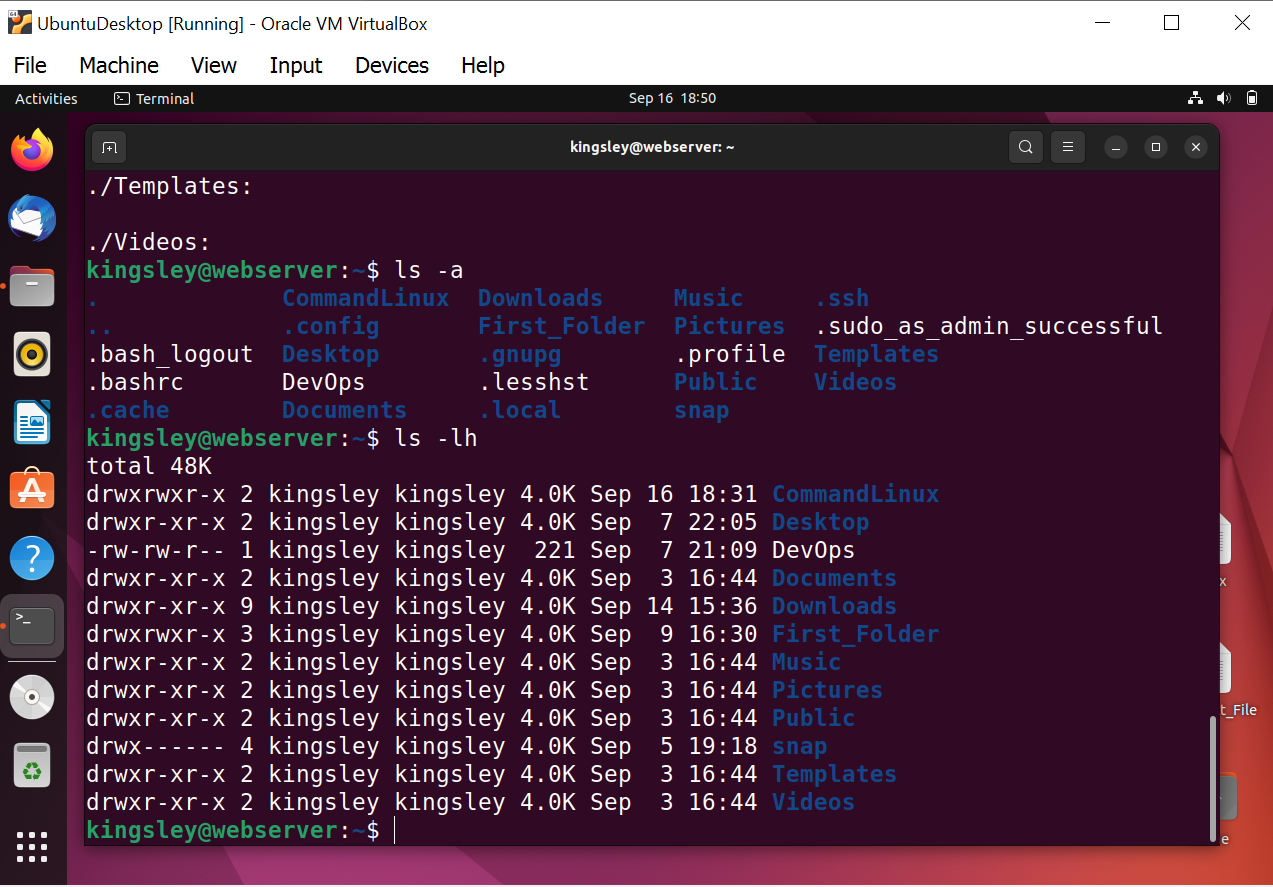 UbuntuDesktop [Running] - Oracle VM VirtualBox
File Machine View Input Devices Help
Activities Terminal Sep 16 18:50
kingsley@webserver: ~
./Templates:
./Videos:
kingsley@webserver:~$ ls -a
. CommandLinux Downloads Music .ssh
.. .config First_Folder Pictures .sudo_as_admin_successful
.bash_logout Desktop .gnupg .profile Templates
.bashrc DevOps .lesshst Public Videos
.cache Documents .local snap
kingsley@webserver:~$ ls -lh
total 48K
drwxrwxr-x 2 kingsley kingsley 4.0K Sep 16 18:31 CommandLinux
drwxr-xr-x 2 kingsley kingsley 4.0K Sep 7 22:05 Desktop
-rw-rw-r-- 1 kingsley kingsley 221 Sep 7 21:09 DevOps
drwxr-xr-x 2 kingsley kingsley 4.0K Sep 3 16:44 Documents
drwxr-xr-x 9 kingsley kingsley 4.0K Sep 14 15:36 Downloads
drwxrwxr-x 3 kingsley kingsley 4.0K Sep 9 16:30 First_Folder
drwxr-xr-x 2 kingsley kingsley 4.0K Sep 3 16:44 Music
drwxr-xr-x 2 kingsley kingsley 4.0K Sep 3 16:44 Pictures
drwxr-xr-x 2 kingsley kingsley 4.0K Sep 3 16:44 Public
drwx------ 4 kingsley kingsley 4.0K Sep 5 19:18 snap
drwxr-xr-x 2 kingsley kingsley 4.0K Sep 3 16:44 Templates
drwxr-xr-x 2 kingsley kingsley 4.0K Sep 3 16:44 Videos
kingsley@webserver:~$
x
t_File
e